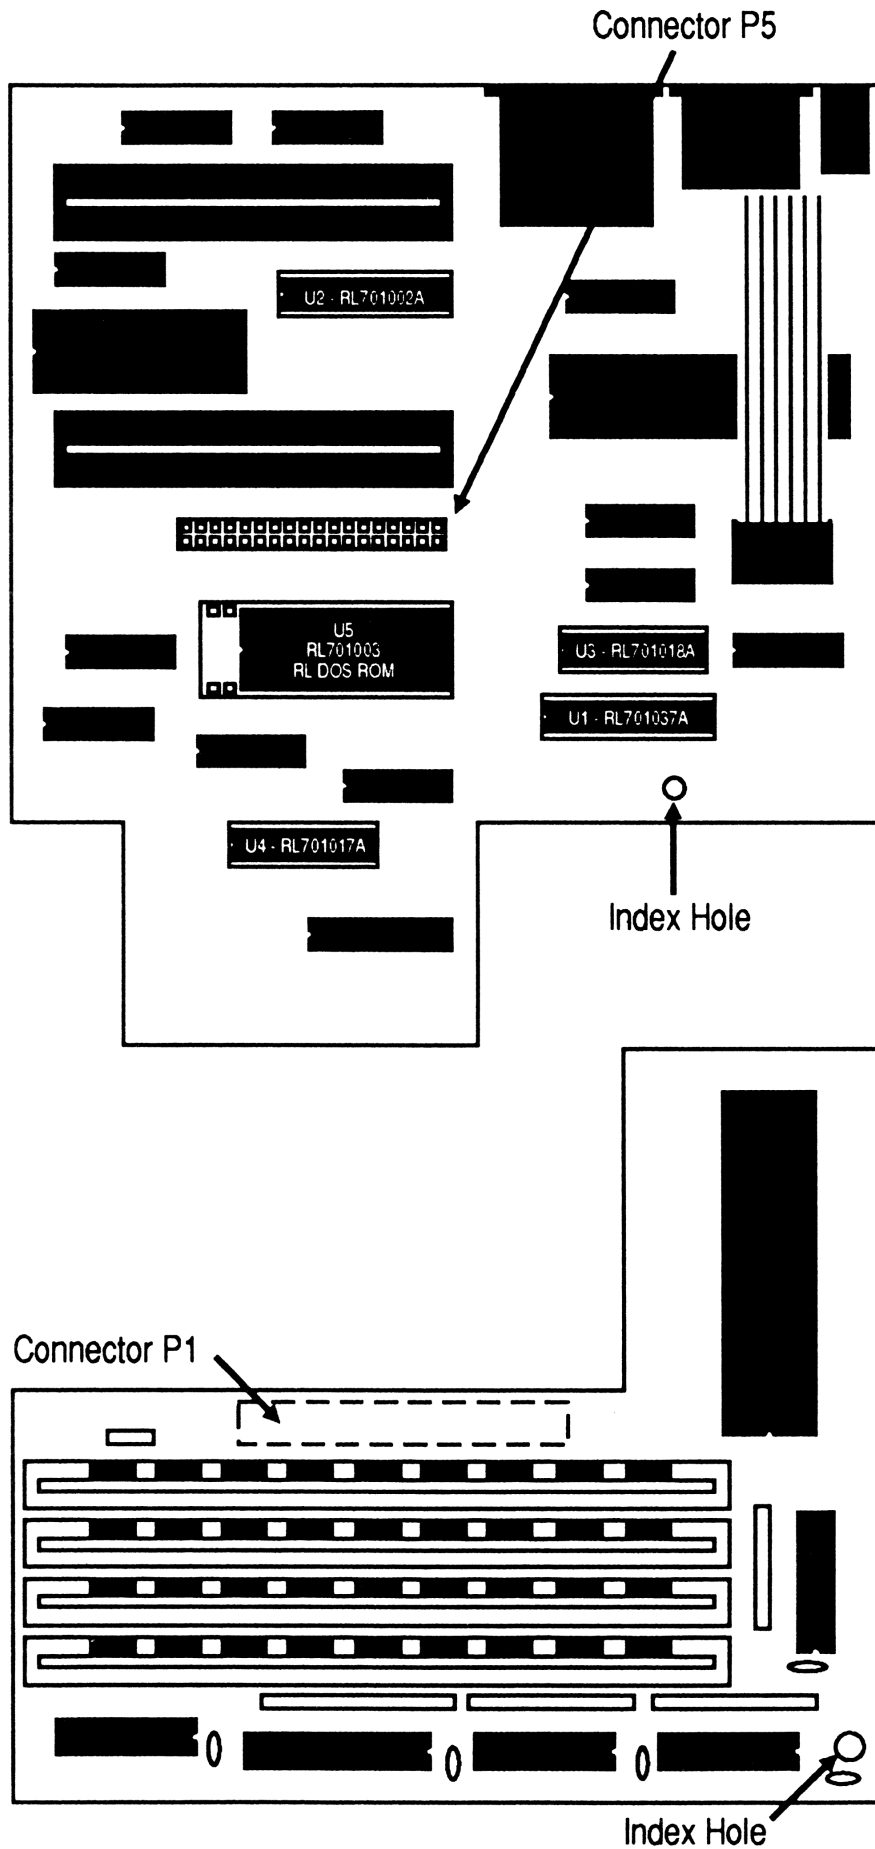 Connector P5
U2 - RL701002A
U5
RL701003
RL DOS ROM
U3 - RL701018A
U1 - RL701037A
U4 - RL701017A
Index Hole
Connector P1
Index Hole